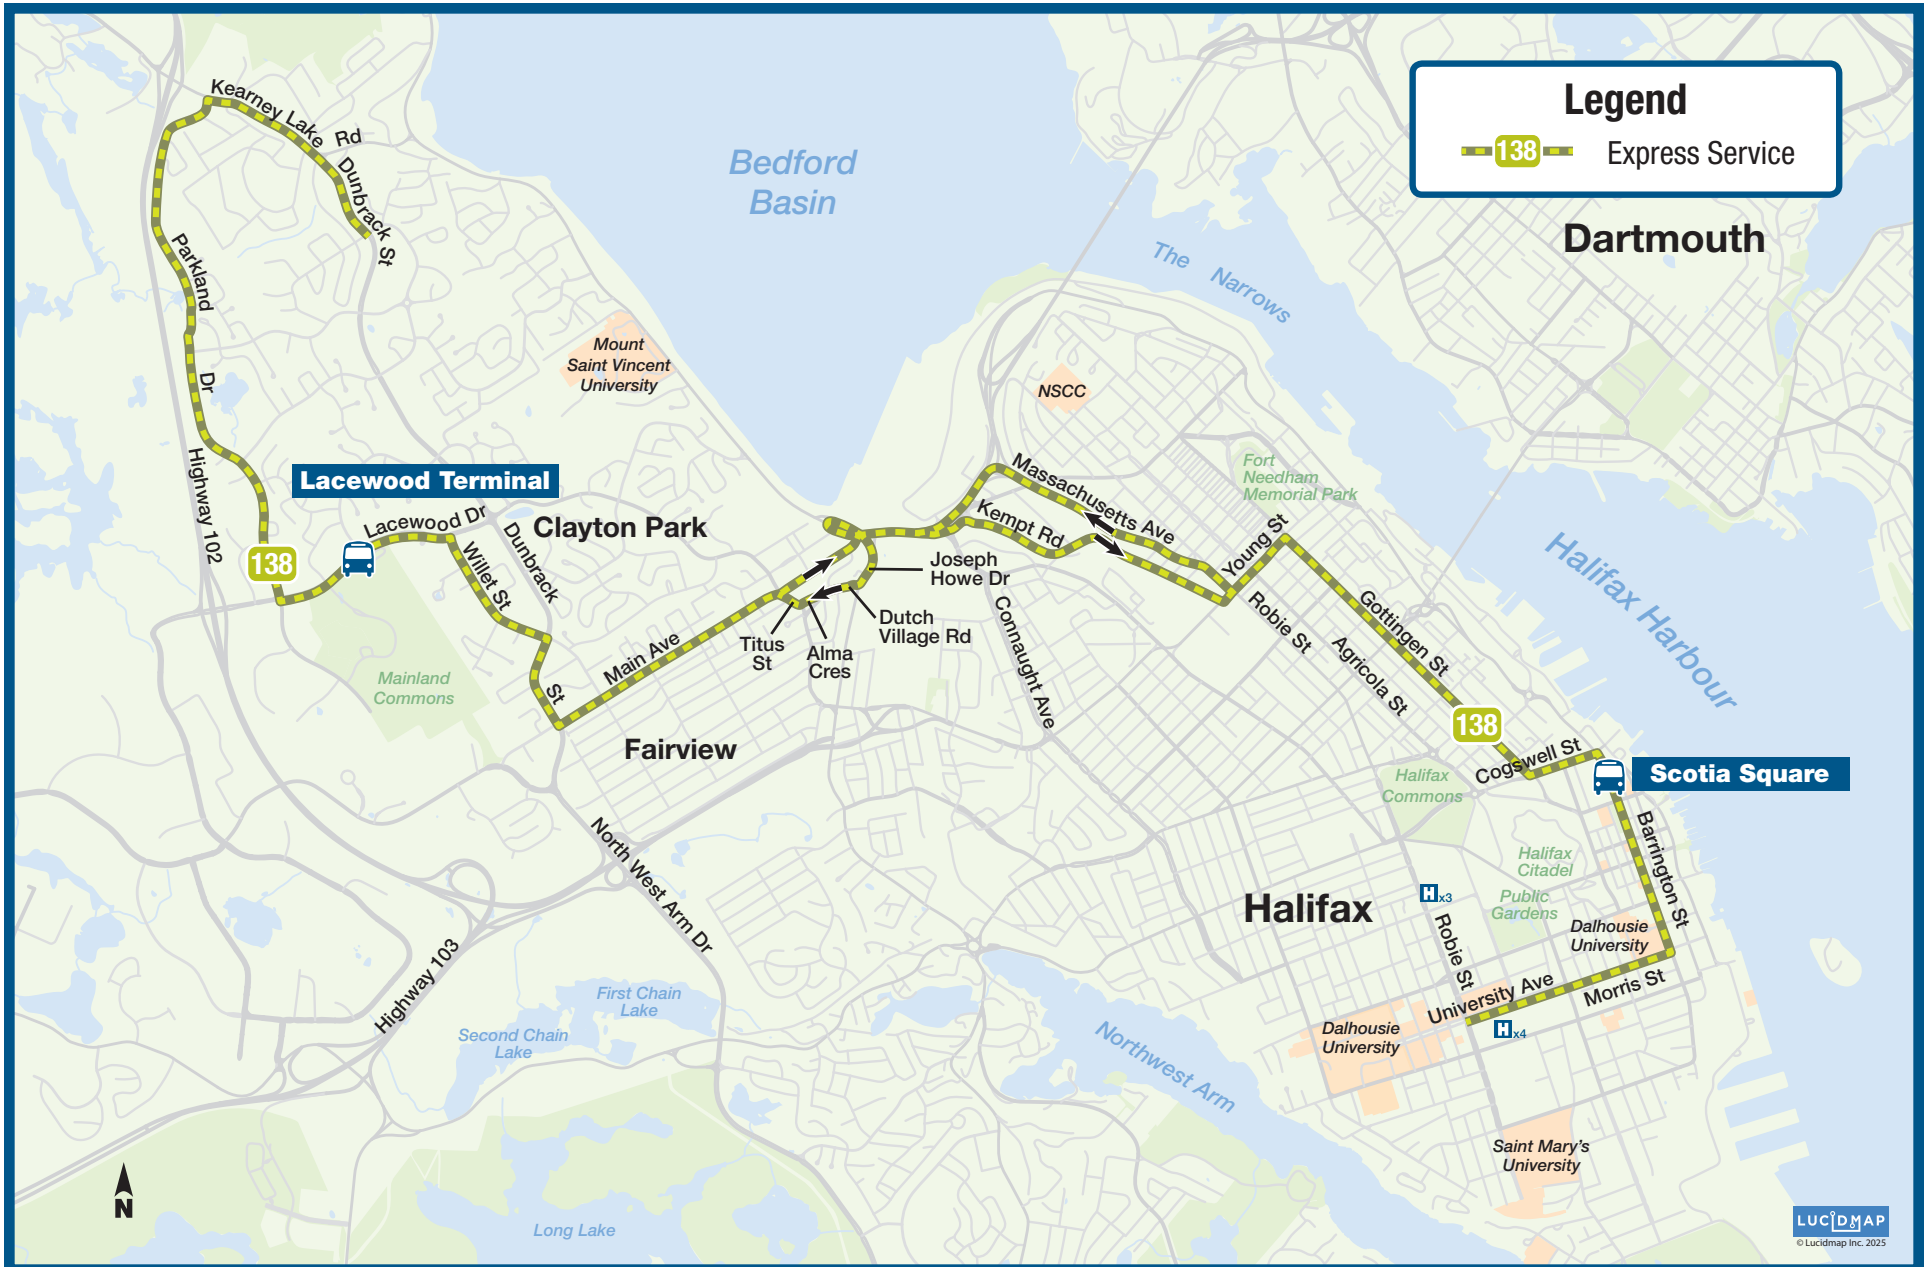 Legend
138
Express Service
Kearney Lake
Rd
Dunbrack
St
Bedford
Basin
The Narrows
Dartmouth
Parkland
Dr
Mount
Saint Vincent
University
NSCC
Highway 102
Lacewood Terminal
Lacewood Dr
Clayton Park
Dunbrack
St
Willet St
138
Massachusetts Ave
Kempt Rd
Fort
Needham
Memorial Park
Young St
Halifax Harbour
Joseph
Howe Dr
Dutch
Village Rd
Titus
St
Alma
Cres
Main Ave
Connaught Ave
Robie St
Agricola St
Gottingen St
Mainland
Commons
Fairview
138
Cogswell St
Scotia Square
Halifax
Commons
Barrington St
North West Arm Dr
Halifax
Citadel
Public
Gardens
Halifax
H x3
Robie St
Dalhousie
University
Highway 103
First Chain
Lake
Second Chain
Lake
University Ave
Morris St
H x4
Dalhousie
University
Northwest Arm
Saint Mary's
University
N
Long Lake
LUCIDMAP
© Lucidmap Inc. 2025